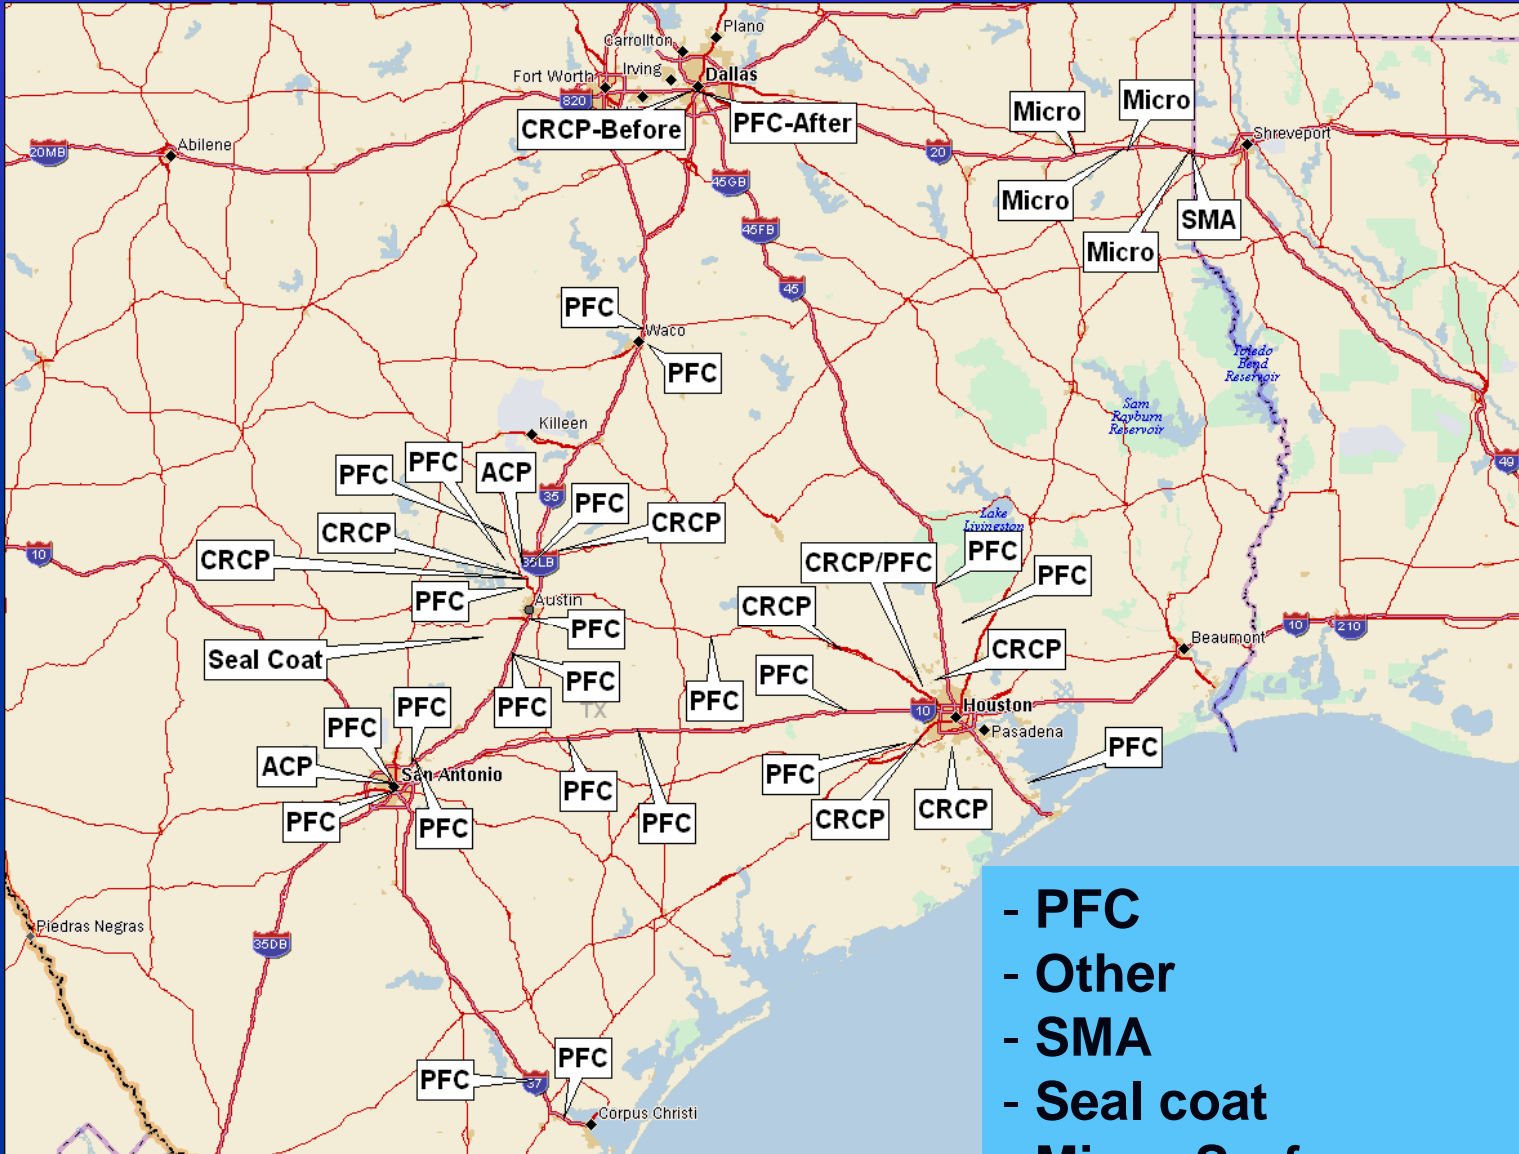 Plano
Carrollton
Irving
Fort Worth
Dallas
820
CRCP-Before
PFC-After
Micro
Micro
Shreveport
20MB
Abilene
20
45GB
Micro
SMA
45FB
Micro
45
PFC
Waco
PFC
Toledo
Bend
Reservoir
Sam
Rayburn
Reservoir
Killeen
PFC
PFC
ACP
35
PFC
49
CRCP
CRCP
Lake
Livingston
10
CRCP
35LB
CRCP/PFC
PFC
PFC
PFC
Austin
CRCP
PFC
10
210
Beaumont
Seal Coat
CRCP
PFC
PFC
PFC
PFC
TX
PFC
PFC
10
Houston
Pasadena
PFC
ACP
San Antonio
PFC
PFC
PFC
PFC
PFC
PFC
CRCP
CRCP
- PFC
Piedras Negras
35DB
- Other
- SMA
PFC
PFC
37
- Seal coat
Corpus Christi